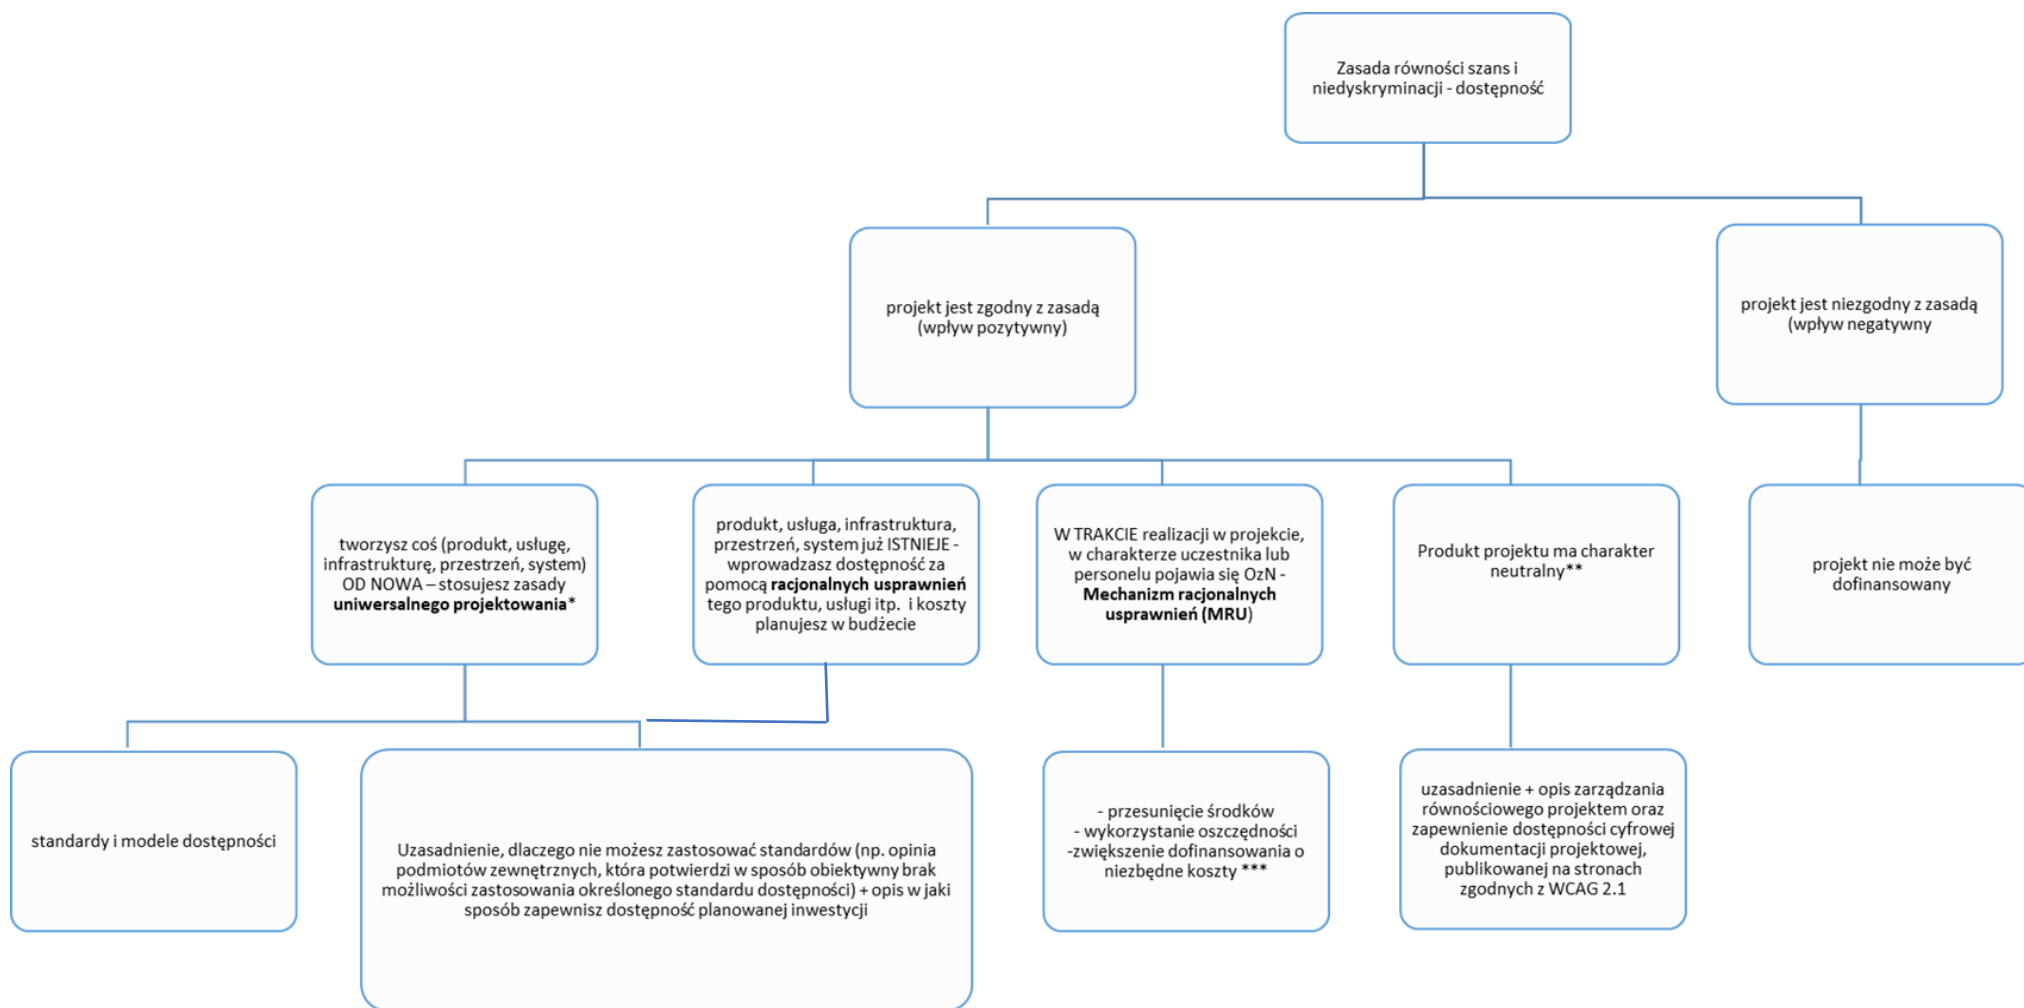 Zasada równości szans i
niedyskryminacji - dostępność
projekt jest zgodny z zasadą
(wpływ pozytywny)
projekt jest niezgodny z zasadą
(wpływ negatywny
tworzysz coś (produkt, usługę,
infrastrukturę, przestrzeń, system)
OD NOWA – stosujesz zasady
uniwersalnego projektowania*
produkt, usługa, infrastruktura,
przestrzeń, system już ISTNIEJE -
wprowadzasz dostępność za
pomocą racjonalnych usprawnień
tego produktu, usługi itp. i koszty
planujesz w budżecie
W TRAKCIE realizacji w projekcie,
w charakterze uczestnika lub
personelu pojawia się OzN -
Mechanizm racjonalnych
usprawnień (MRU)
Produkt projektu ma charakter
neutralny**
projekt nie może być
dofinansowany
standardy i modele dostępności
Uzasadnienie, dlaczego nie możesz zastosować standardów (np. opinia
podmiotów zewnętrznych, która potwierdzi w sposób obiektywny brak
możliwości zastosowania określonego standardu dostępności) + opis w jaki
sposób zapewnisz dostępność planowanej inwestycji
- przesunięcie środków
- wykorzystanie oszczędności
-zwiększenie dofinansowania o
niezbędne koszty ***
uzasadnienie + opis zarządzania
równościowego projektem oraz
zapewnienie dostępności cyfrowej
dokumentacji projektowej,
publikowanej na stronach
zgodnych z WCAG 2.1